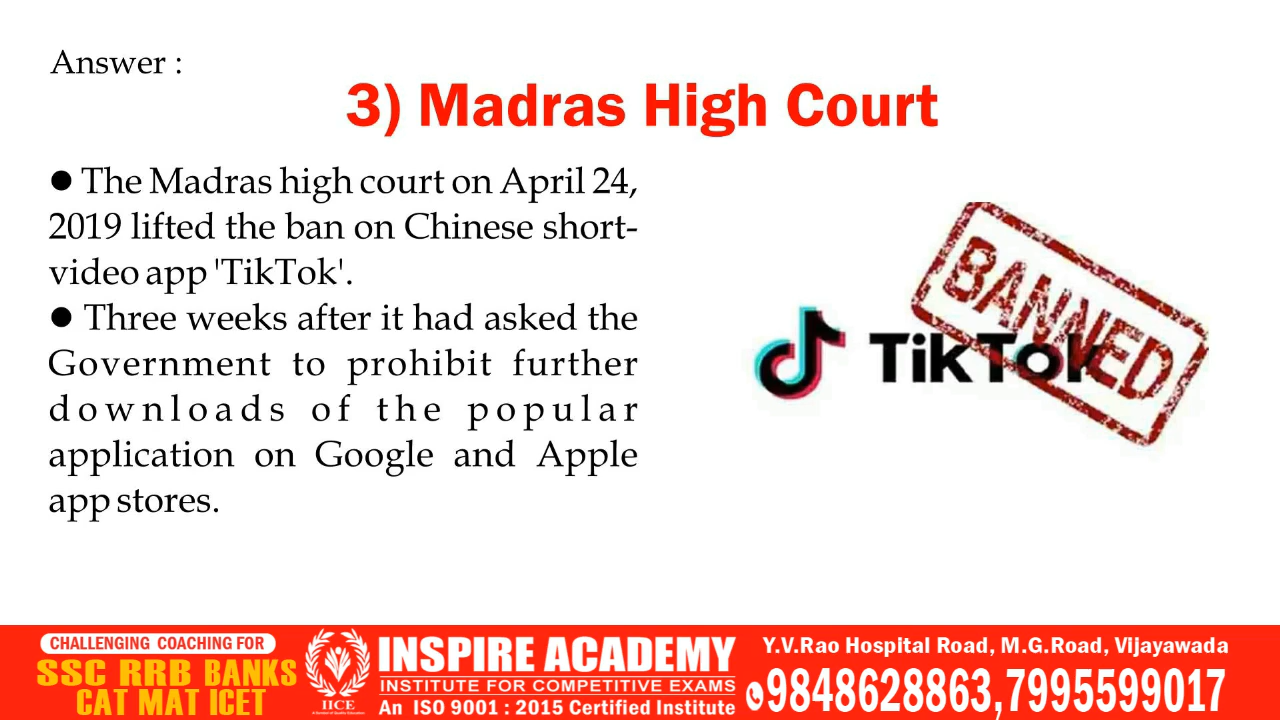 Answer :
3) Madras High Court
● The Madras high court on April 24,
2019 lifted the ban on Chinese short-
video app 'TikTok'.
● Three weeks after it had asked the
Government to prohibit further
downloads of the popular
application on Google and Apple
app stores.
TikTok
BANNED
CHALLENGING COACHING FOR
SSC RRB BANKS
CAT MAT ICET
IICE
INSPIRE ACADEMY
INSTITUTE FOR COMPETITIVE EXAMS
An ISO 9001 : 2015 Certified Institute
Y.V.Rao Hospital Road, M.G.Road, Vijayawada
9848628863,7995599017